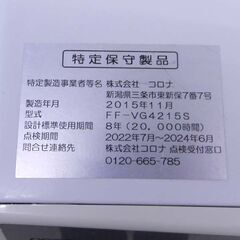 特定保守製品
特定製造事業者等名 株式会社 コロナ
新潟県三条市東新保7番7号
製造年月 2015年11月
型式 FF-VG4215S
設計標準使用期間 8年(20,000時間)
点検期間 2022年7月~2024年6月
問合せ連絡先 株式会社コロナ 点検受付窓口
0120-665-785